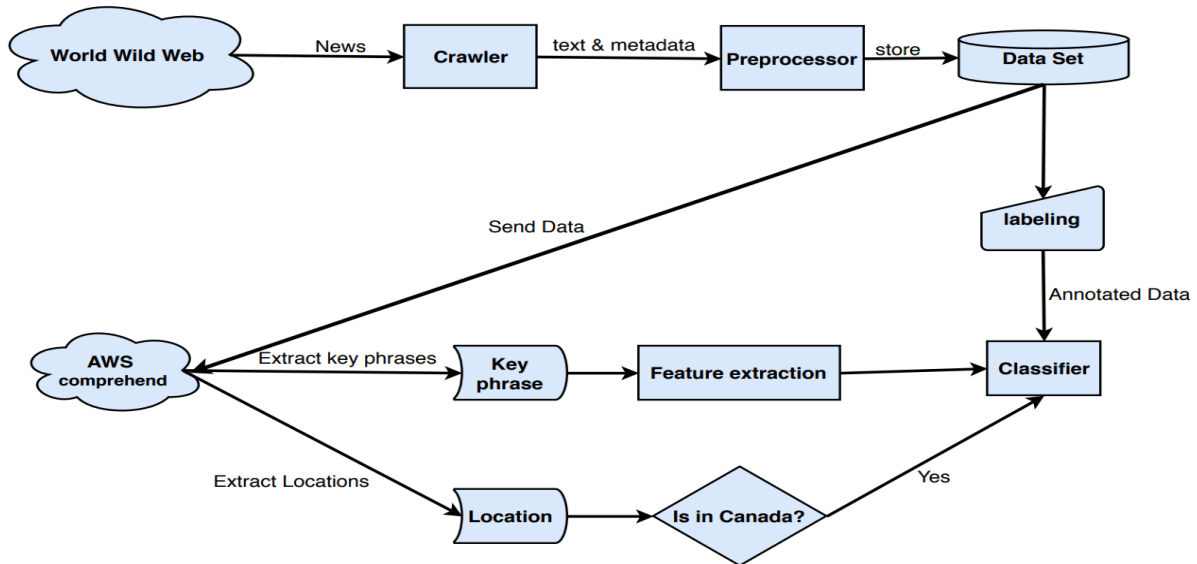 World Wild Web
News
Crawler
text & metadata
Preprocessor
store
Data Set
Send Data
labeling
Annotated Data
AWS
comprehend
Extract key phrases
Key
phrase
Feature extraction
Classifier
Extract Locations
Location
Is in Canada?
Yes